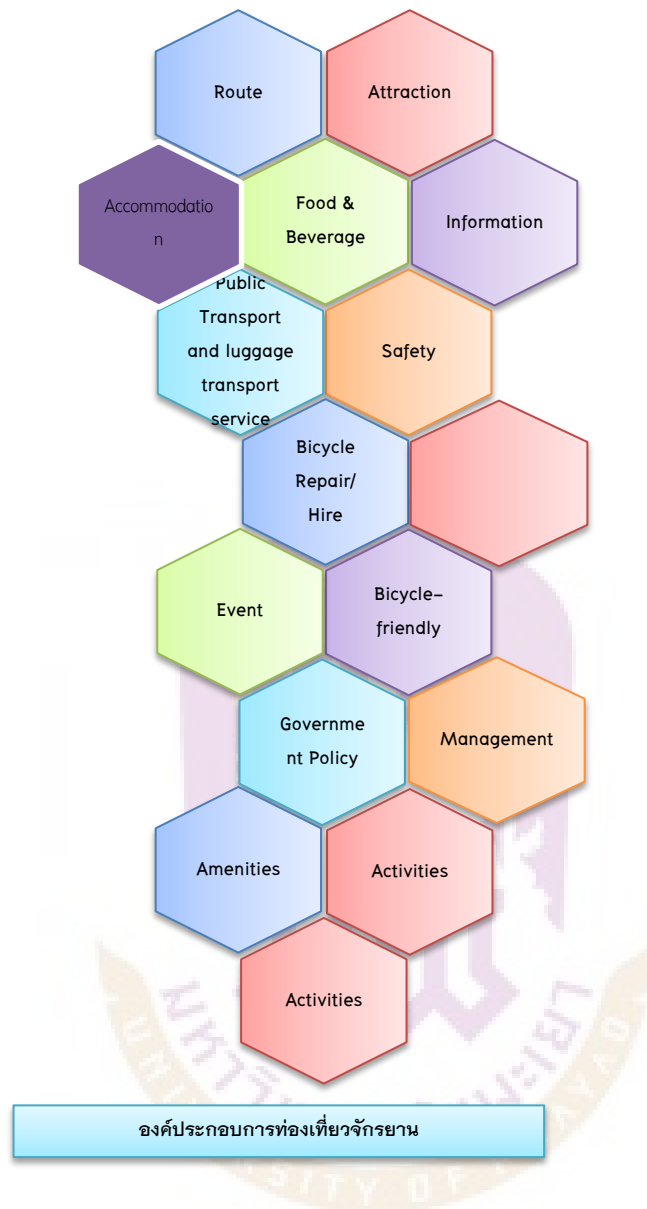 Route
Attraction
Accommodatio
n
Food &
Beverage
Information
Public
Transport
and luggage
transport
service
Safety
Bicycle
Repair/
Hire
Event
Bicycle–
friendly
Governme
nt Policy
Management
Amenities
Activities
Activities
องค์ประกอบการท่องเที่ยวจักรยาน